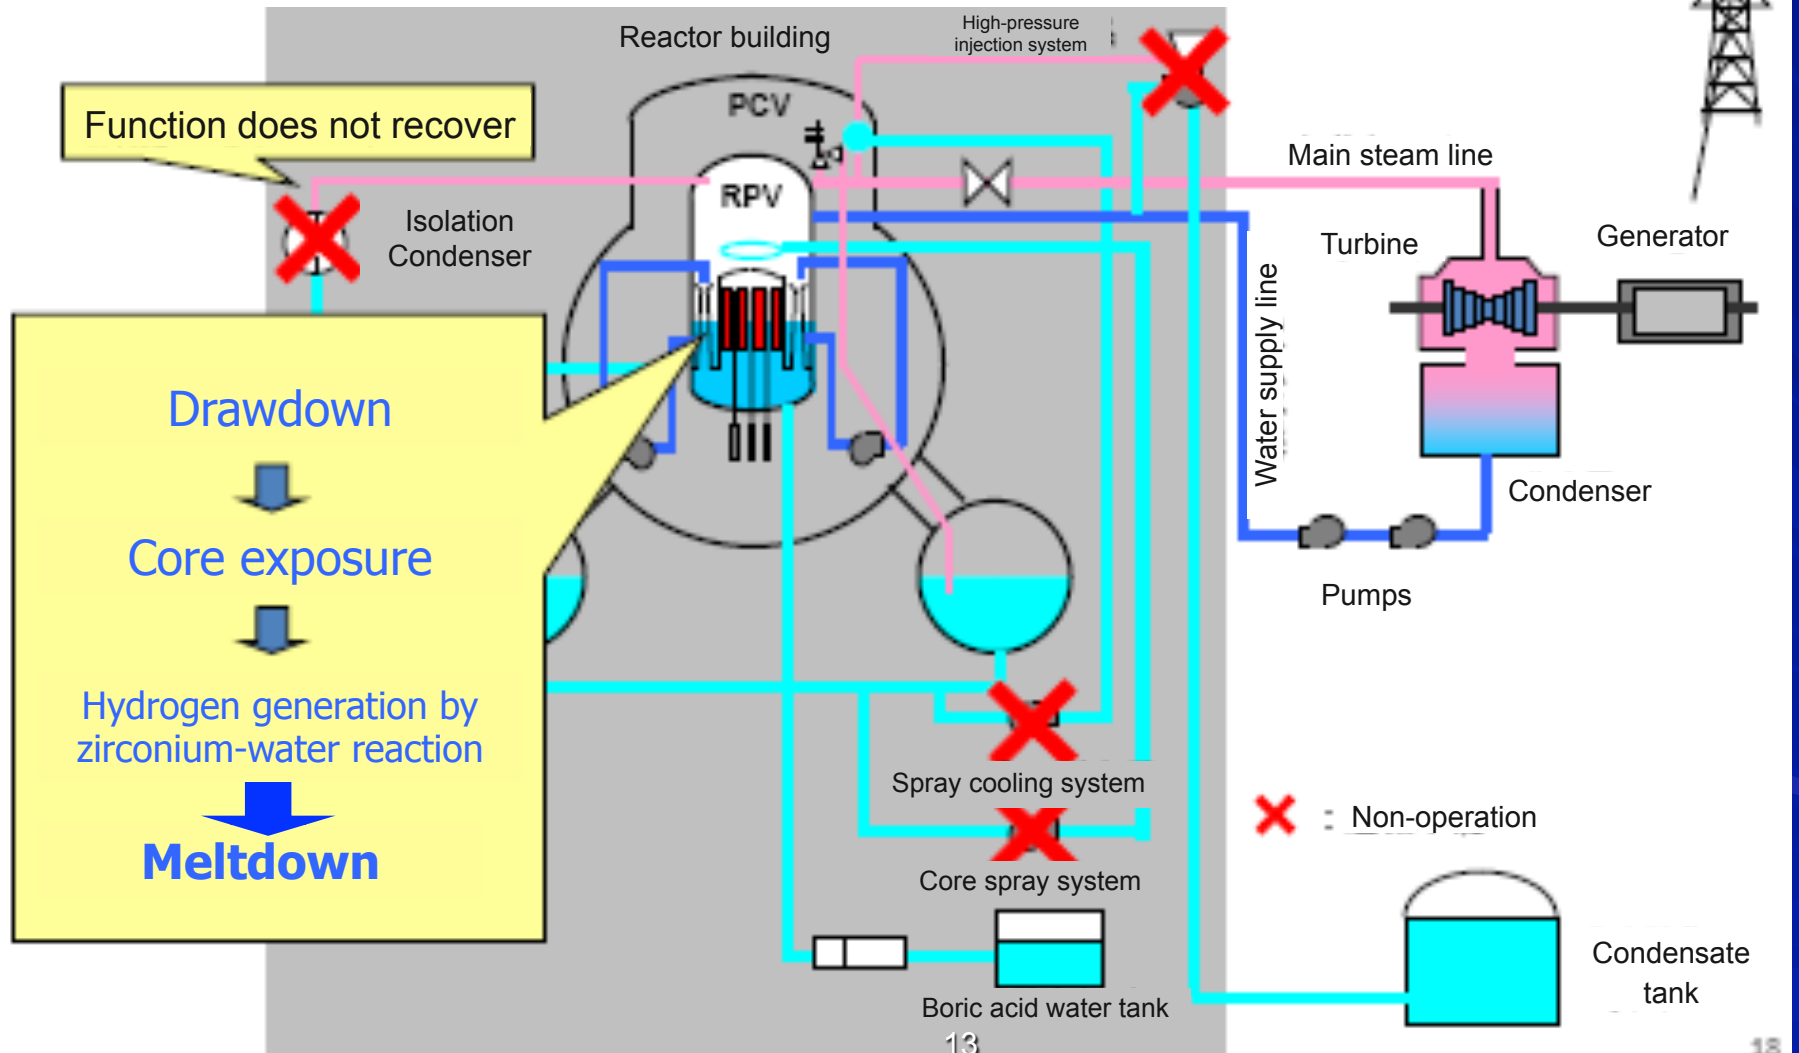 Reactor building
High-pressure
injection system
PCV
Function does not recover
Main steam line
RPV
Isolation
Condenser
Turbine
Generator
Water supply line
Drawdown
Core exposure
Condenser
Pumps
Hydrogen generation by
zirconium-water reaction
Spray cooling system
: Non-operation
Meltdown
Core spray system
Condensate
tank
Boric acid water tank
13
18